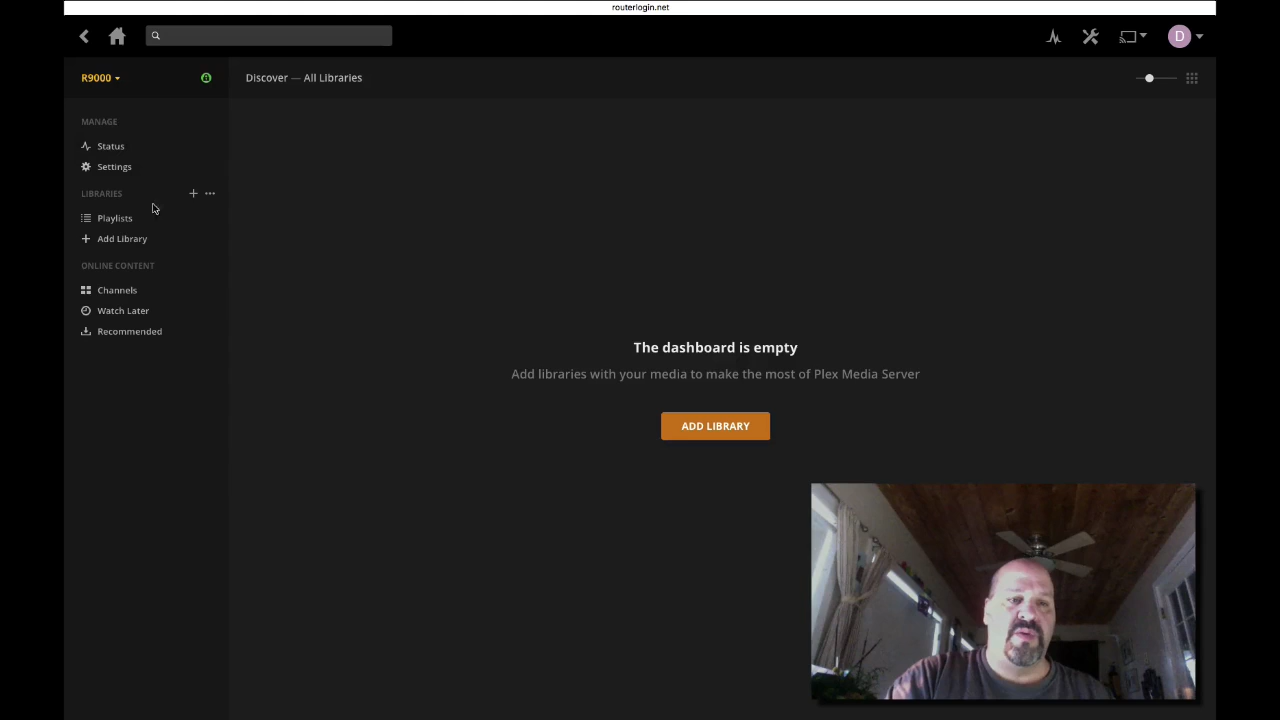 routerlogin.net
D
R9000
Discover — All Libraries
MANAGE
Status
Settings
LIBRARIES
Playlists
Add Library
ONLINE CONTENT
Channels
Watch Later
Recommended
The dashboard is empty
Add libraries with your media to make the most of Plex Media Server
ADD LIBRARY